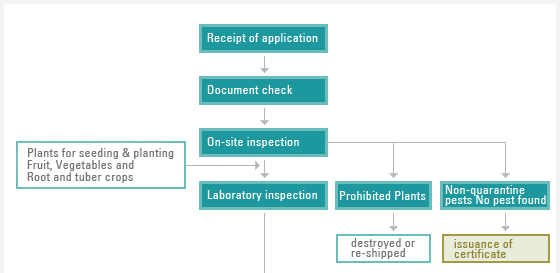 Receipt of application
Document check
On-site inspection
Plants for seeding & planting
Fruit, Vegetables and
Root and tuber crops
Laboratory inspection
Prohibited Plants
Non-quarantine
pests No pest found
destroyed or
re-shipped
issuance of
certificate